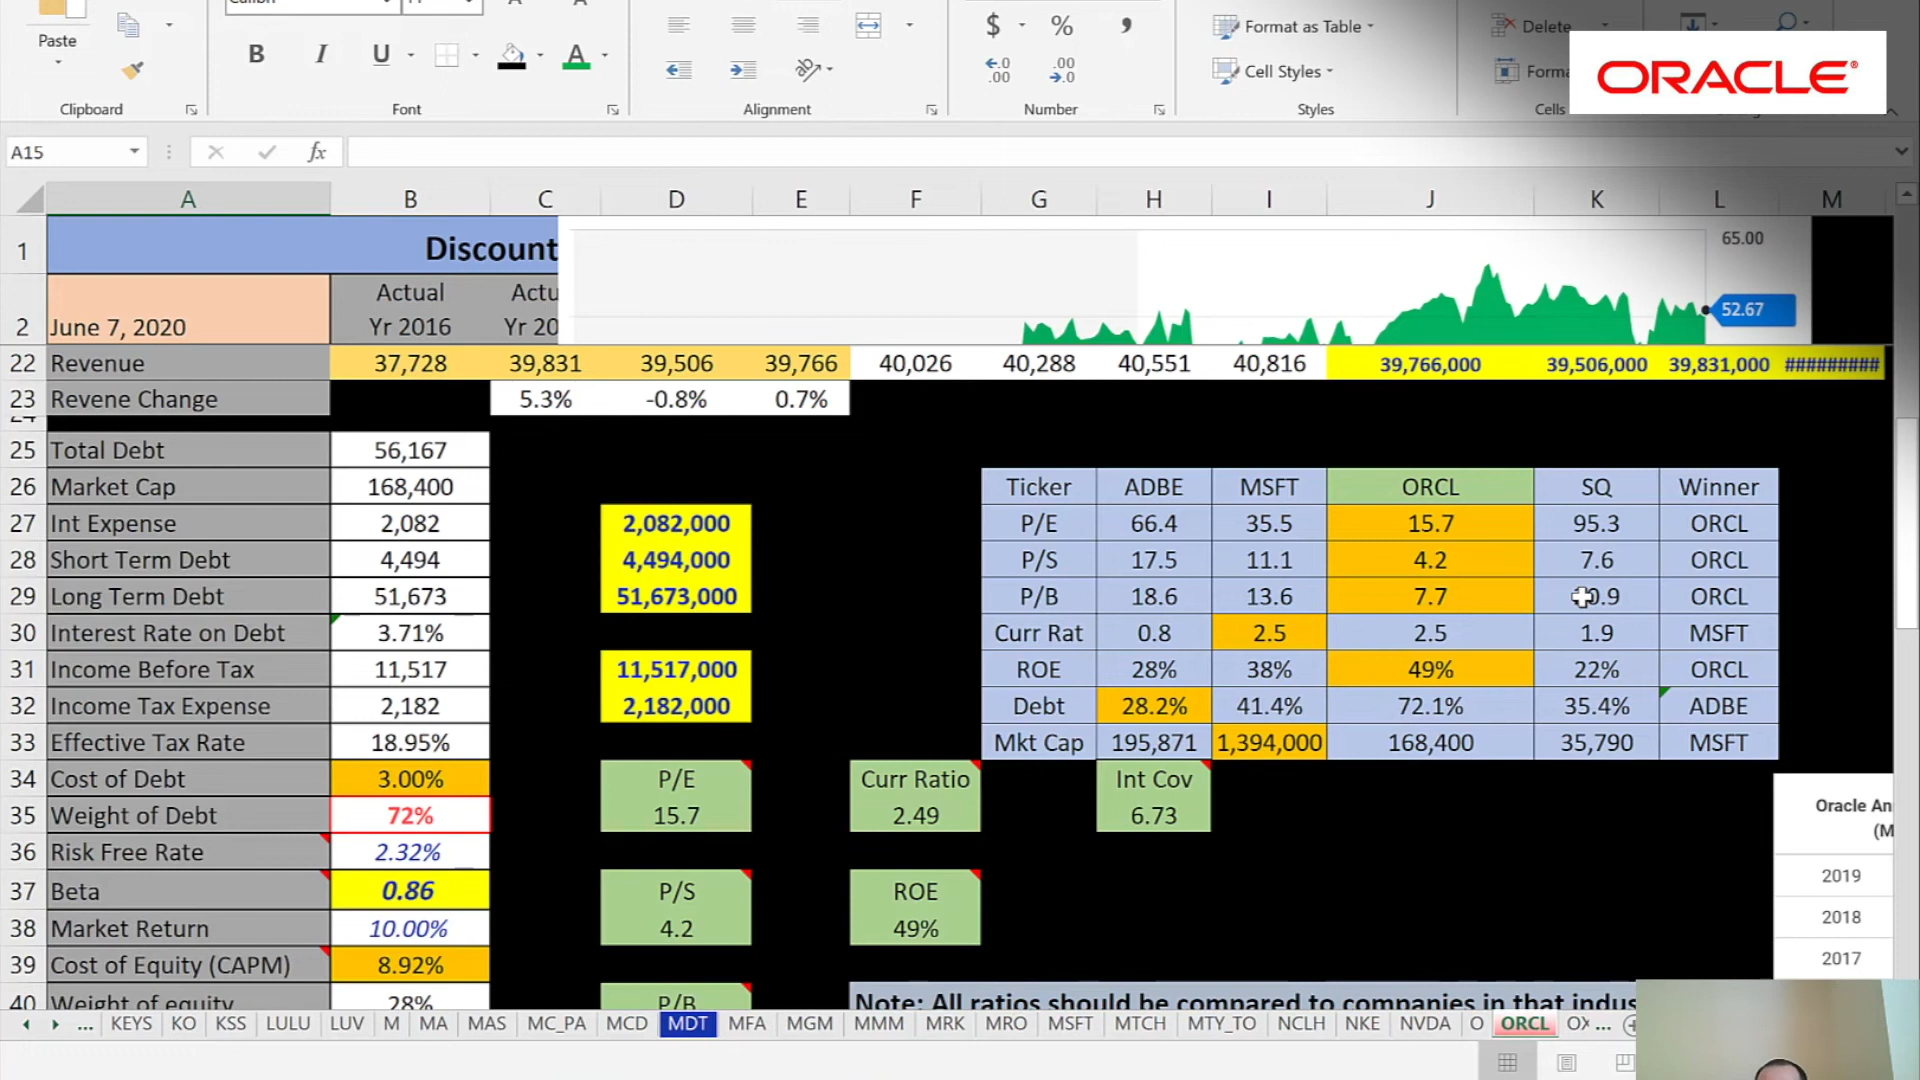 Paste
B I U
$ % ,
Format as Table
Cell Styles
Delete
Clipboard Font Alignment Number Styles Cells
ORACLE
A15 fx
A B C D E F G H I J K L M
1 Discount
2 June 7, 2020 Actual Yr 2016
65.00
52.67
22 Revenue 37,728 39,831 39,506 39,766 40,026 40,288 40,551 40,816 39,766,000 39,506,000 39,831,000 #########
23 Revene Change 5.3% -0.8% 0.7%
25 Total Debt 56,167
26 Market Cap 168,400 Ticker ADBE MSFT ORCL SQ Winner
27 Int Expense 2,082 2,082,000 P/E 66.4 35.5 15.7 95.3 ORCL
28 Short Term Debt 4,494 4,494,000 P/S 17.5 11.1 4.2 7.6 ORCL
29 Long Term Debt 51,673 51,673,000 P/B 18.6 13.6 7.7 ORCL
30 Interest Rate on Debt 3.71% Curr Rat 0.8 2.5 2.5 1.9 MSFT
31 Income Before Tax 11,517 11,517,000 ROE 28% 38% 49% 22% ORCL
32 Income Tax Expense 2,182 2,182,000 Debt 28.2% 41.4% 72.1% 35.4% ADBE
33 Effective Tax Rate 18.95% Mkt Cap 195,871 1,394,000 168,400 35,790 MSFT
34 Cost of Debt 3.00% P/E Curr Ratio Int Cov
35 Weight of Debt 72% 15.7 2.49 6.73 Oracle An
36 Risk Free Rate 2.32% 2019
37 Beta 0.86 P/S ROE 2018
38 Market Return 10.00% 4.2 49% 2017
39 Cost of Equity (CAPM) 8.92%
40 Weight of equity 28% P/B Note: All ratios should be compared to companies in that indus
... KEYS KO KSS LULU LUV M MA MAS MC_PA MCD MDT MFA MGM MMM MRK MRO MSFT MTCH MTY_TO NCLH NKE NVDA O ORCL OX ...